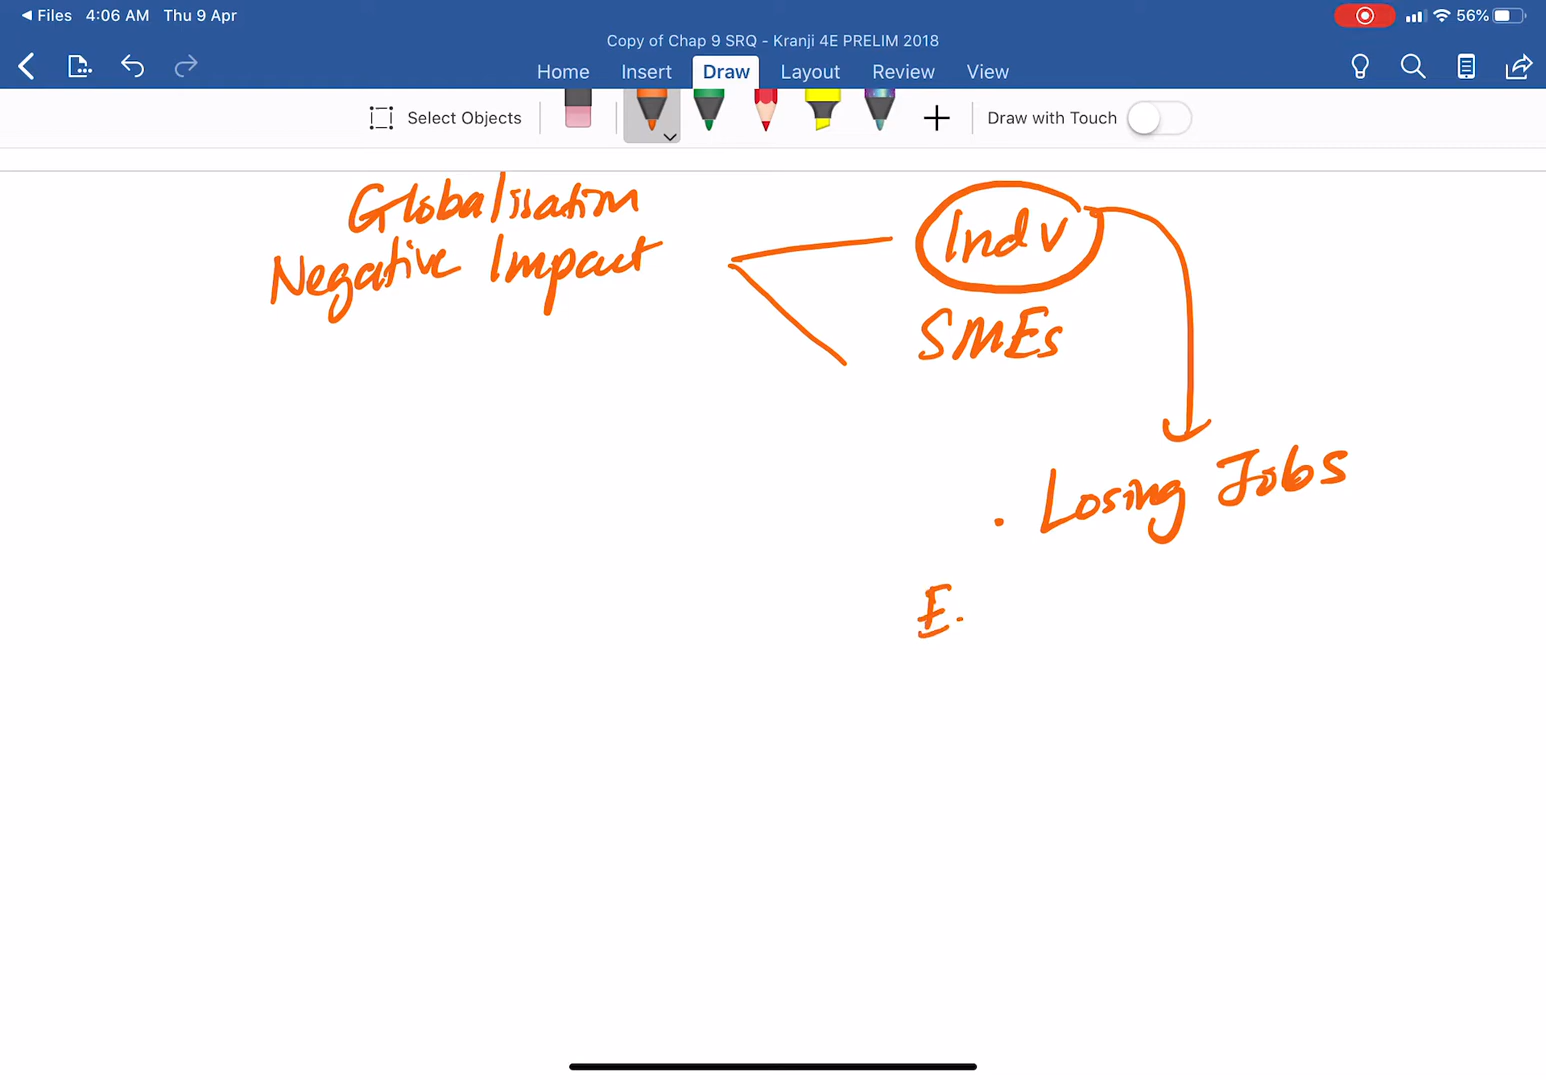 Files 4:06 AM Thu 9 Apr 56%
Copy of Chap 9 SRQ - Kranji 4E PRELIM 2018
Home Insert Draw Layout Review View
Select Objects Draw with Touch
Globalisation
Negative Impact
Indv
SMEs
. Losing Jobs
E.